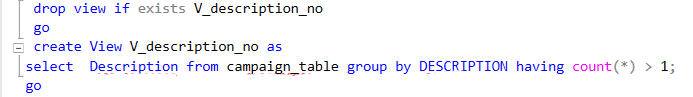 drop view if exists V_description_no
go
create View V_description_no as
select  Description from campaign_table group by DESCRIPTION having count(*) > 1;
go